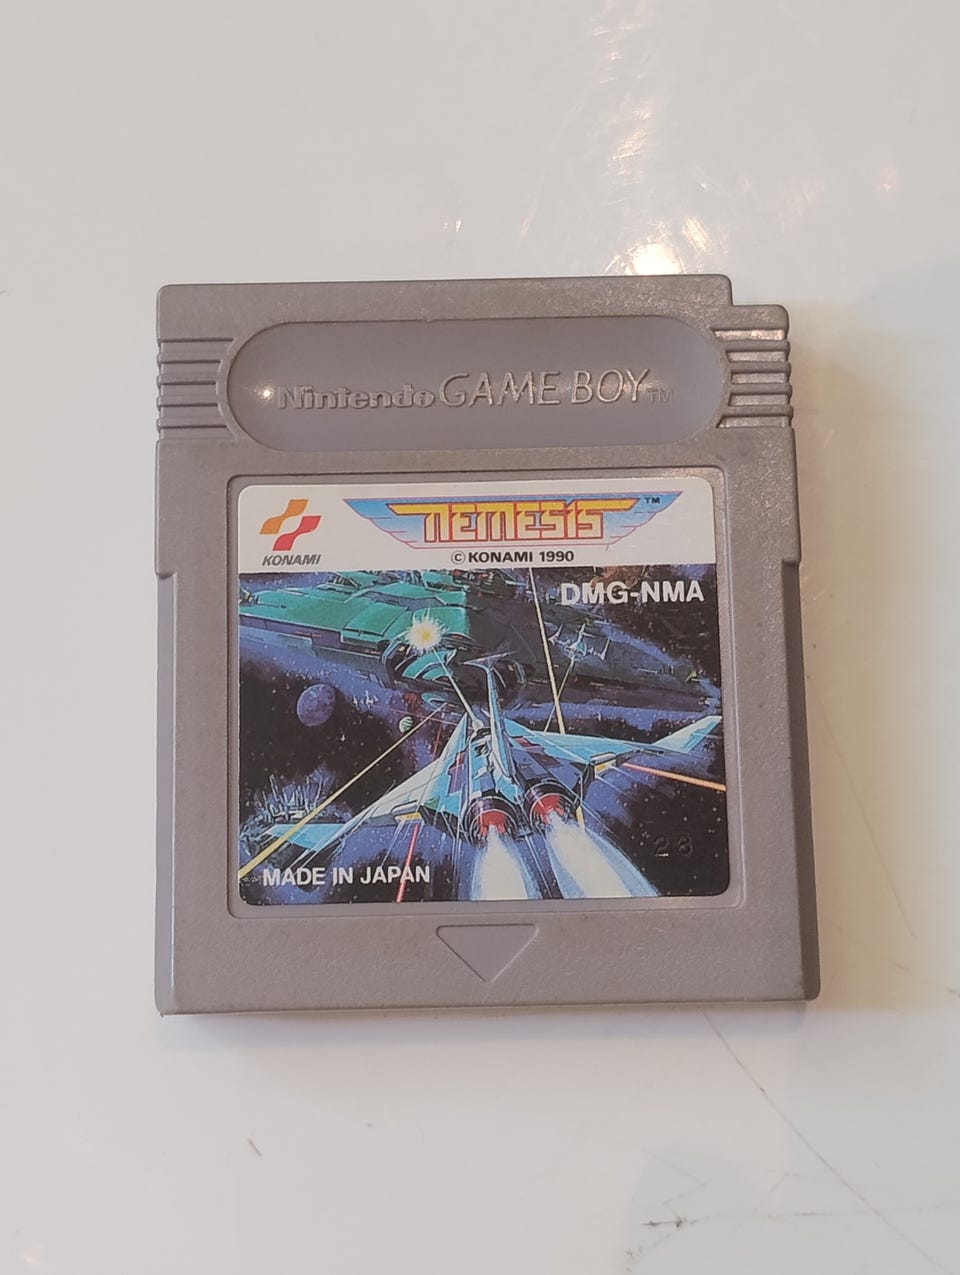 Nintendo GAME BOY™
KONAMI
NEMESIS™
© KONAMI 1990
DMG-NMA
28
MADE IN JAPAN